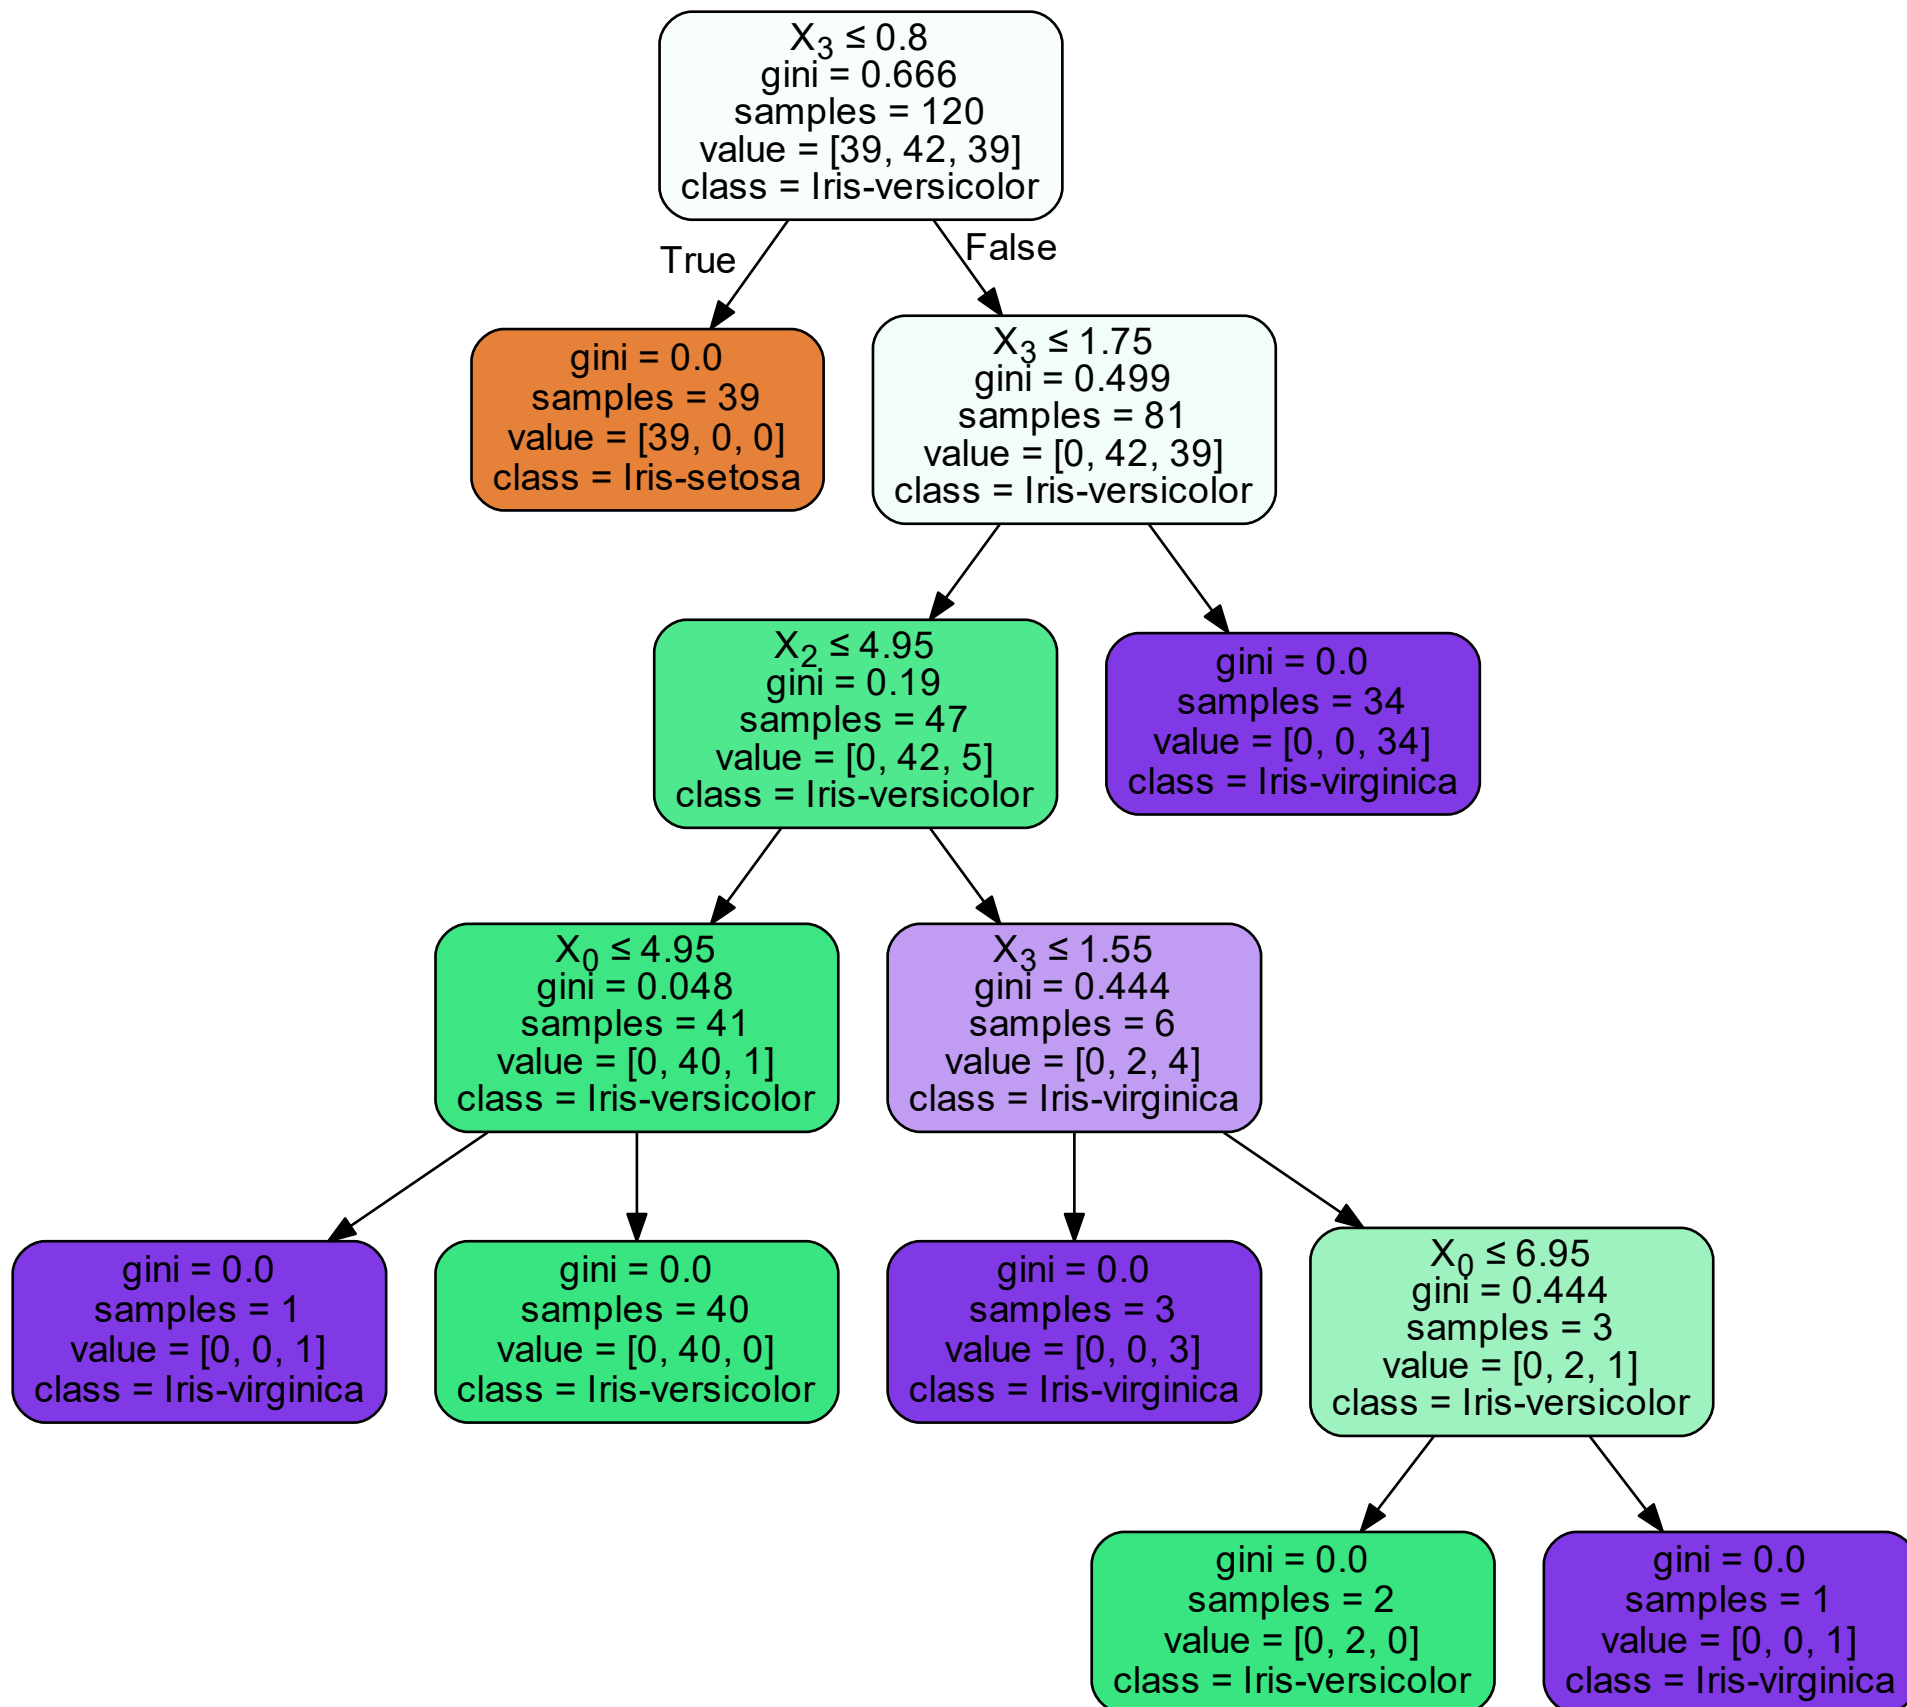 X₃ ≤ 0.8
gini = 0.666
samples = 120
value = [39, 42, 39]
class = Iris-versicolor
True
False
gini = 0.0
samples = 39
value = [39, 0, 0]
class = Iris-setosa
X₃ ≤ 1.75
gini = 0.499
samples = 81
value = [0, 42, 39]
class = Iris-versicolor
X₂ ≤ 4.95
gini = 0.19
samples = 47
value = [0, 42, 5]
class = Iris-versicolor
gini = 0.0
samples = 34
value = [0, 0, 34]
class = Iris-virginica
X₀ ≤ 4.95
gini = 0.048
samples = 41
value = [0, 40, 1]
class = Iris-versicolor
X₃ ≤ 1.55
gini = 0.444
samples = 6
value = [0, 2, 4]
class = Iris-virginica
gini = 0.0
samples = 1
value = [0, 0, 1]
class = Iris-virginica
gini = 0.0
samples = 40
value = [0, 40, 0]
class = Iris-versicolor
gini = 0.0
samples = 3
value = [0, 0, 3]
class = Iris-virginica
X₀ ≤ 6.95
gini = 0.444
samples = 3
value = [0, 2, 1]
class = Iris-versicolor
gini = 0.0
samples = 2
value = [0, 2, 0]
class = Iris-versicolor
gini = 0.0
samples = 1
value = [0, 0, 1]
class = Iris-virginica